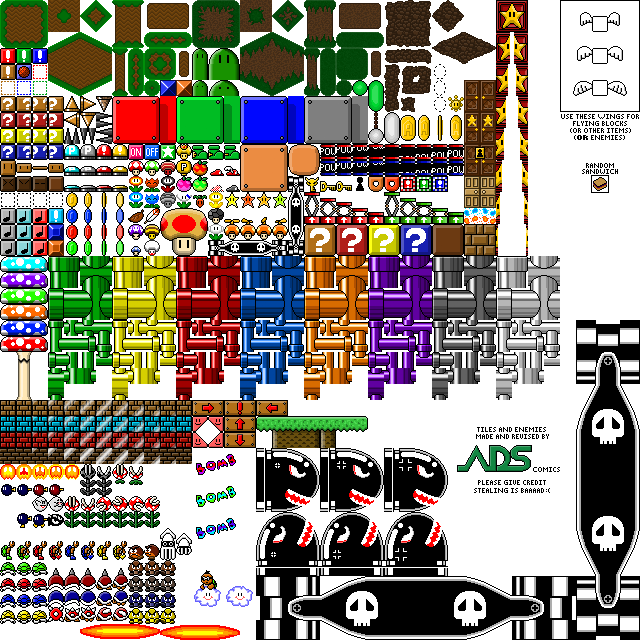 USE THESE WINGS FOR
FLYING BLOCKS
(OR OTHER ITEMS)
(OR ENEMIES)
ON OFF
POW
RANDOM
SANDWICH
? ? ? ?
TILES AND ENEMIES
MADE AND REVISED BY
ADS COMICS
PLEASE GIVE CREDIT
STEALING IS BAAAAD:(
BOMB
BOMB
BOMB